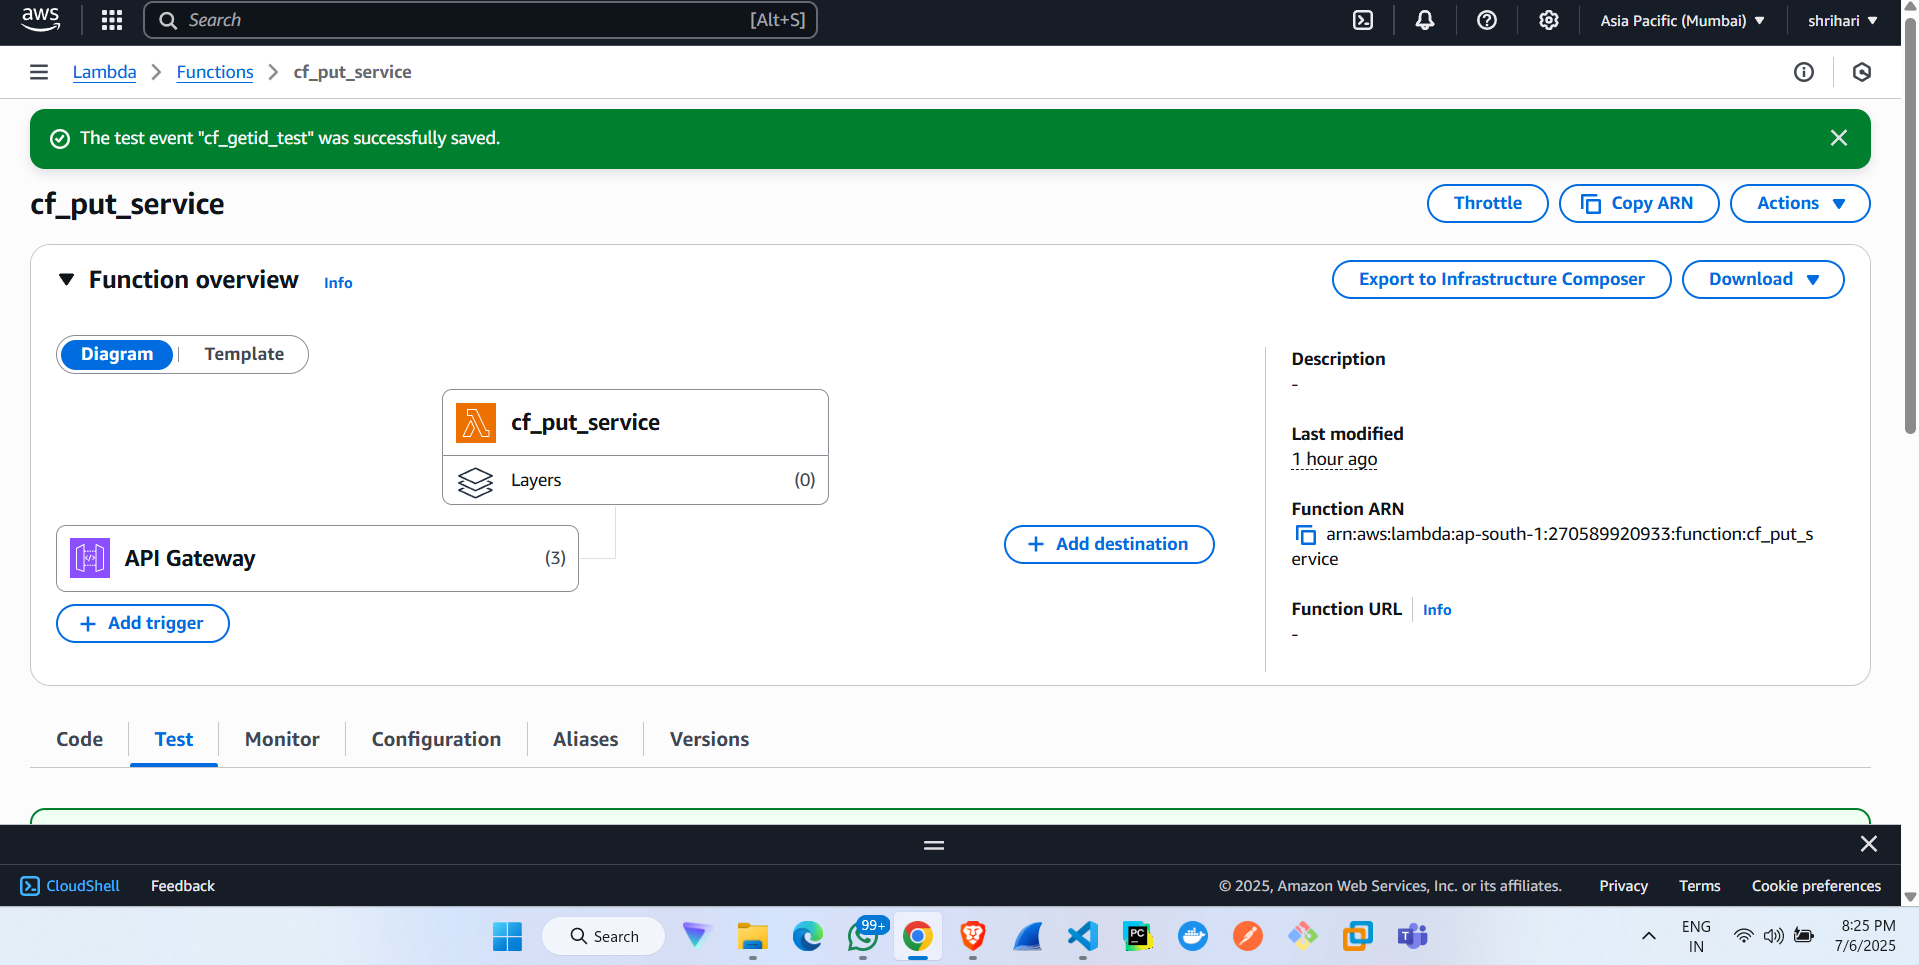 aws
Search
[Alt+S]
Asia Pacific (Mumbai)
shrihari
Lambda
Functions
cf_put_service
The test event "cf_getid_test" was successfully saved.
cf_put_service
Throttle
Copy ARN
Actions
Function overview
Info
Export to Infrastructure Composer
Download
Diagram
Template
cf_put_service
Layers
(0)
API Gateway
(3)
Add trigger
Add destination
Description
-
Last modified
1 hour ago
Function ARN
arn:aws:lambda:ap-south-1:270589920933:function:cf_put_s
ervice
Function URL
Info
-
Code
Test
Monitor
Configuration
Aliases
Versions
CloudShell
Feedback
© 2025, Amazon Web Services, Inc. or its affiliates.
Privacy
Terms
Cookie preferences
Search
99+
PC
T
ENG
IN
8:25 PM
7/6/2025